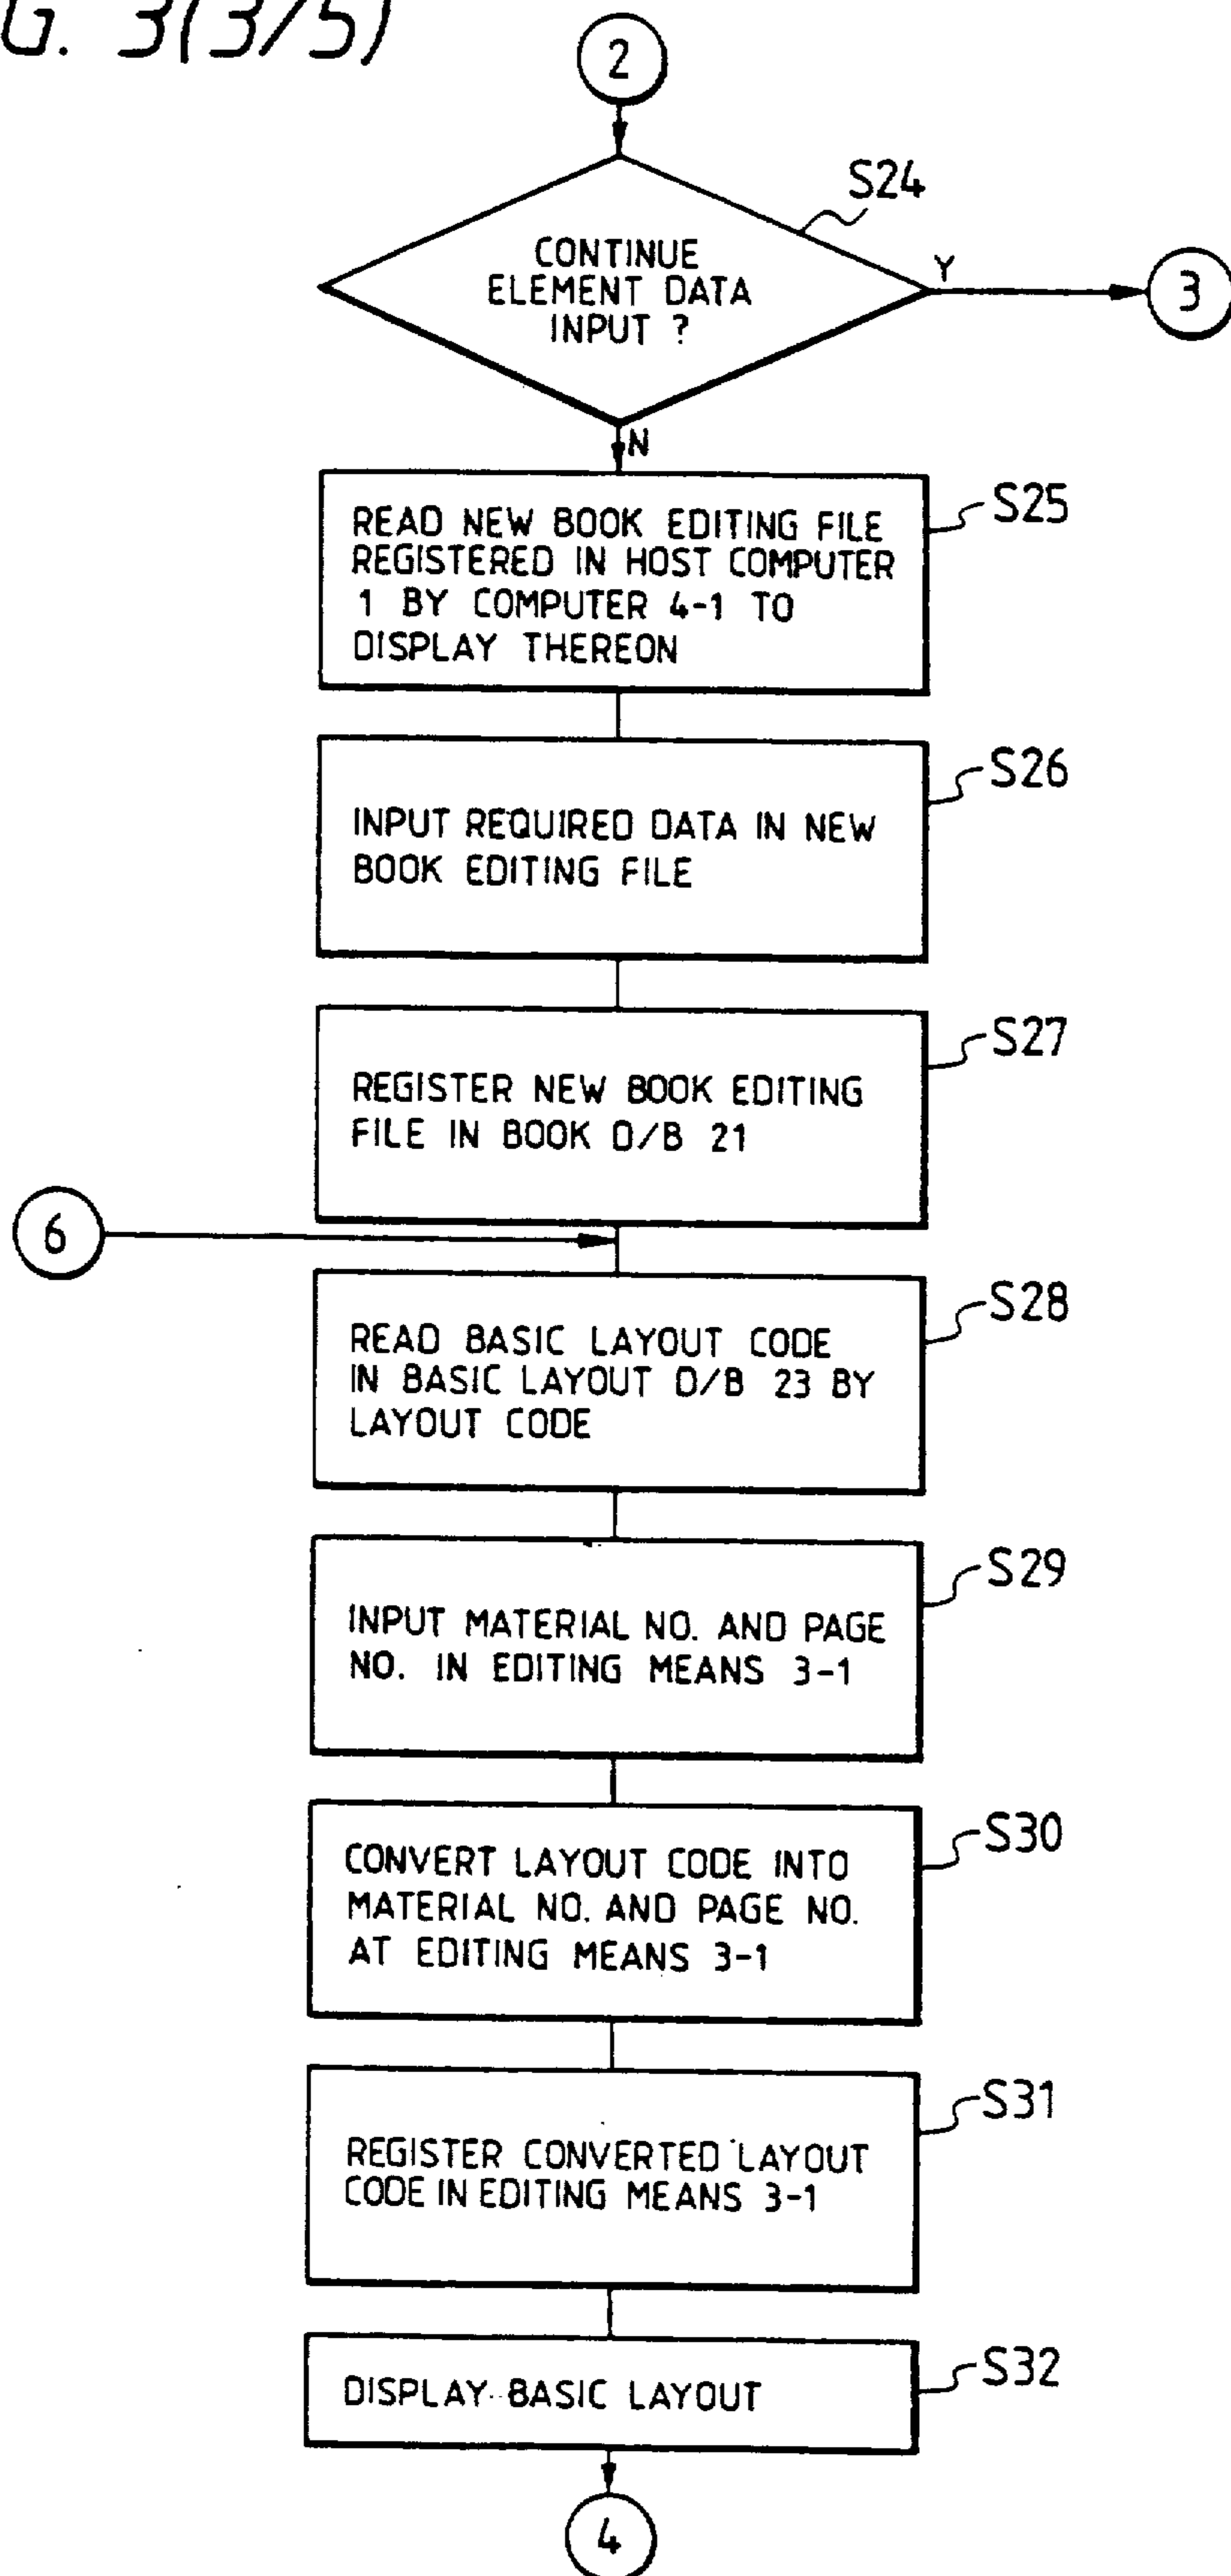 G. 3(3/5)
2
S24
CONTINUE
ELEMENT DATA
INPUT ?
Y
3
N
S25
READ NEW BOOK EDITING FILE
REGISTERED IN HOST COMPUTER
1 BY COMPUTER 4-1 TO
DISPLAY THEREON
S26
INPUT REQUIRED DATA IN NEW
BOOK EDITING FILE
S27
REGISTER NEW BOOK EDITING
FILE IN BOOK D/B 21
6
S28
READ BASIC LAYOUT CODE
IN BASIC LAYOUT D/B 23 BY
LAYOUT CODE
S29
INPUT MATERIAL NO. AND PAGE
NO. IN EDITING MEANS 3-1
S30
CONVERT LAYOUT CODE INTO
MATERIAL NO. AND PAGE NO.
AT EDITING MEANS 3-1
S31
REGISTER CONVERTED LAYOUT
CODE IN EDITING MEANS 3-1
S32
DISPLAY BASIC LAYOUT
4